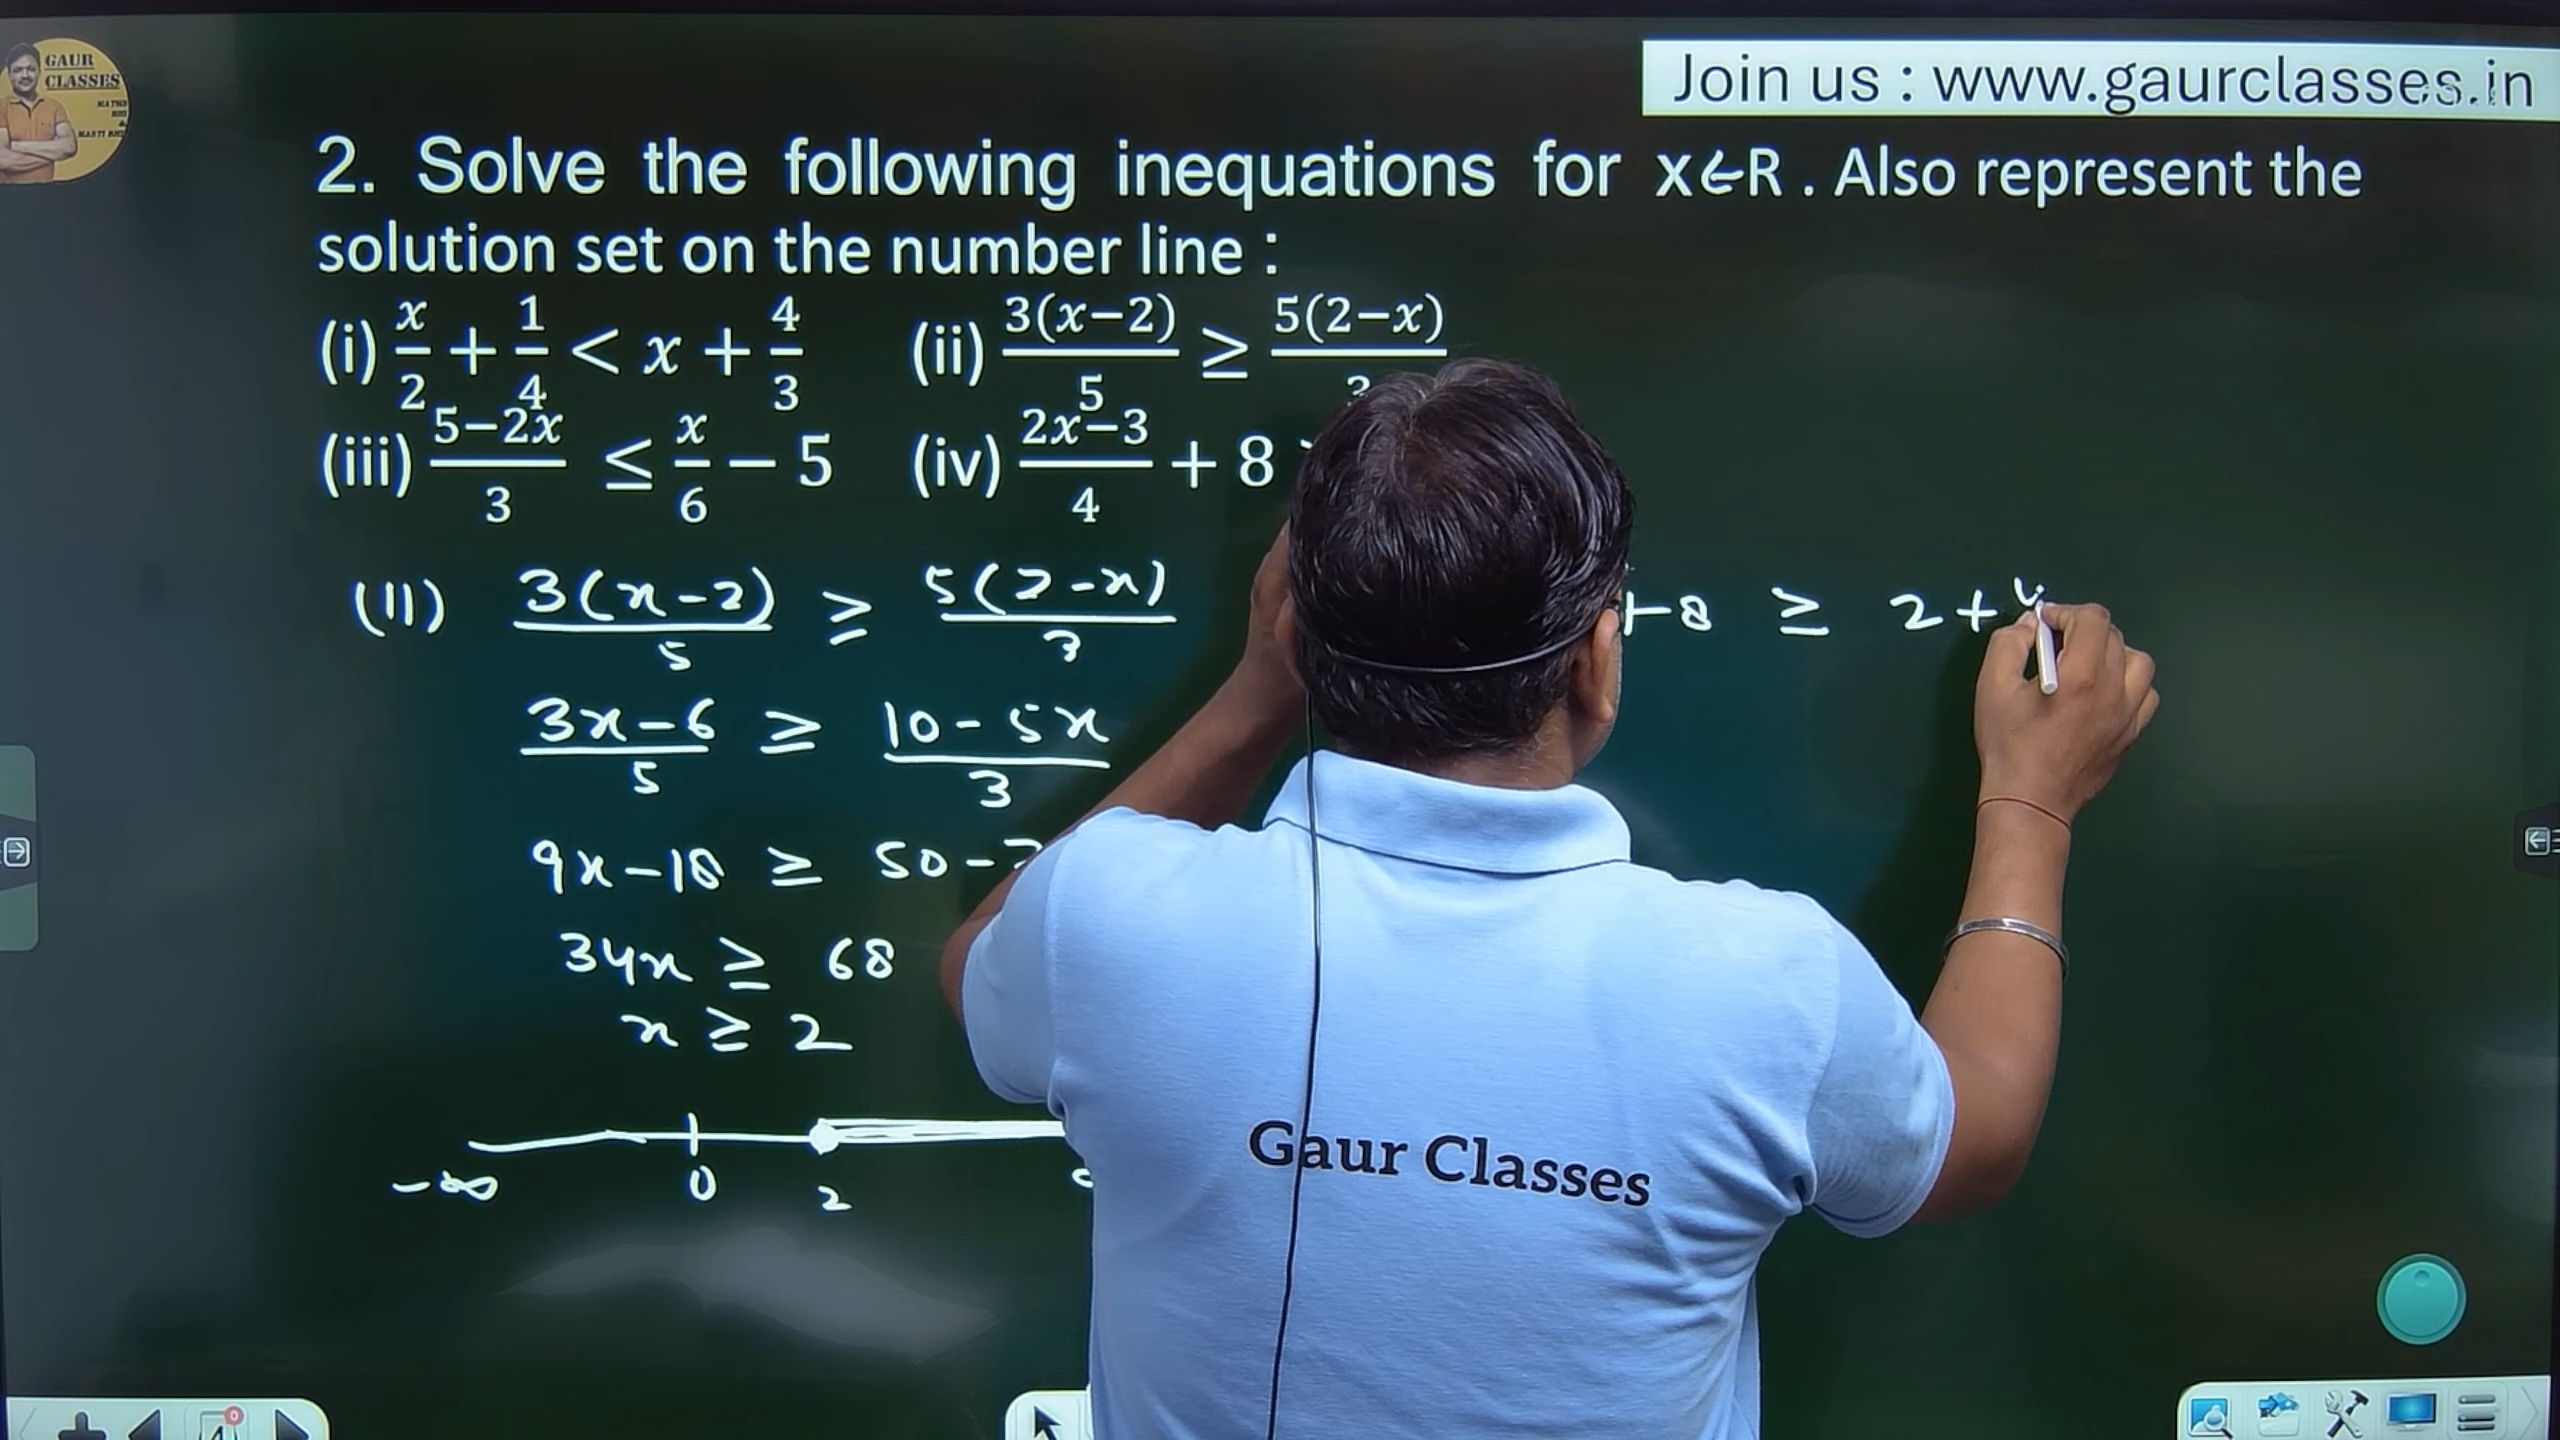 GAUR
CLASSES
MATHS
Join us : www.gaurclasses.in
2. Solve the following inequations for x∈R . Also represent the
solution set on the number line :
(i) x/2 + 1/4 < x + 4/3 (ii) 3(x−2)/5 ≥ 5(2−x)/3
(iii) 5−2x/3 ≤ x/6 − 5 (iv) 2x−3/4 + 8
(II) 3(x-2)/5 ≥ 5(2-x)/3
+8 ≥ 2+
3x-6/5 ≥ 10-5x/3
9x-18 ≥ 50-
34x ≥ 68
x ≥ 2
-∞ 0 2
Gaur Classes